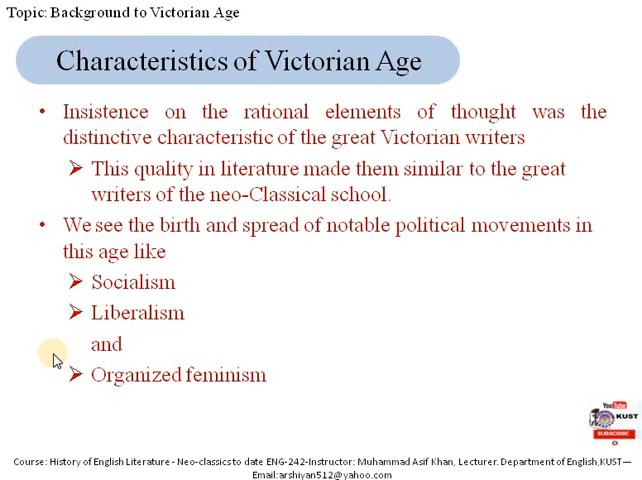 Topic: Background to Victorian Age
Characteristics of Victorian Age
• Insistence on the rational elements of thought was the
distinctive characteristic of the great Victorian writers
➢ This quality in literature made them similar to the great
writers of the neo-Classical school.
• We see the birth and spread of notable political movements in
this age like
➢ Socialism
➢ Liberalism
and
➢ Organized feminism
YouTube
KUST
SUBSCRIBE
Course: History of English Literature - Neo-classics to date ENG-242-Instructor: Muhammad Asif Khan, Lecturer. Department of English,KUST—
Email:arshiyan512@yahoo.com